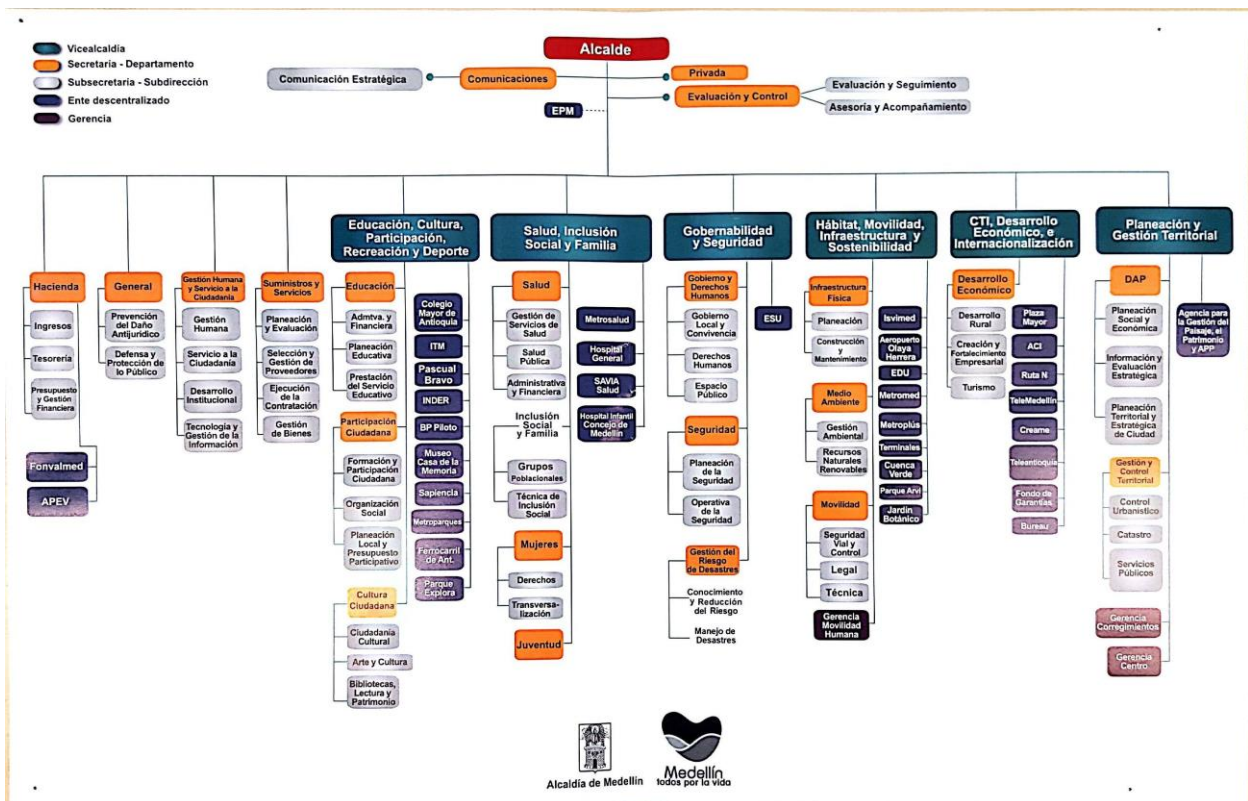 Vicealcaldía
Secretaría - Departamento
Subsecretaría - Subdirección
Ente descentralizado
Gerencia
Alcalde
Comunicación Estratégica
Comunicaciones
Privada
Evaluación y Control
Evaluación y Seguimiento
Asesoría y Acompañamiento
EPM
Hacienda
Ingresos
Tesorería
Presupuesto
y Gestión
Financiera
Fonvalmed
APEV
General
Prevención
del Daño
Antijurídico
Defensa y
Protección de
lo Público
Gestión Humana
y Servicio a la
Ciudadanía
Gestión
Humana
Servicio a la
Ciudadanía
Desarrollo
Institucional
Tecnología y
Gestión de la
Información
Suministros y
Servicios
Planeación
y Evaluación
Selección y
Gestión de
Proveedores
Ejecución
de la
Contratación
Gestión
de Bienes
Educación, Cultura,
Participación,
Recreación y Deporte
Educación
Admtva. y
Financiera
Planeación
Educativa
Prestación
del Servicio
Educativo
Participación
Ciudadana
Formación y
Participación
Ciudadana
Organización
Social
Planeación
Local y
Presupuesto
Participativo
Cultura
Ciudadana
Ciudadanía
Cultural
Arte y Cultura
Bibliotecas,
Lectura y
Patrimonio
Colegio
Mayor de
Antioquia
ITM
Pascual
Bravo
INDER
BP Piloto
Museo
Casa de la
Memoria
Sapiencia
Metroparques
Ferrocarril
de Ant.
Parque
Explora
Salud, Inclusión
Social y Familia
Salud
Gestión de
Servicios de
Salud
Salud
Pública
Administrativa
y Financiera
Inclusión
Social
y Familia
Grupos
Poblacionales
Técnica de
Inclusión
Social
Mujeres
Derechos
Transversa-
lización
Juventud
Metrosalud
Hospital
General
SAVIA
Salud
Hospital Infantil
Concejo de
Medellín
Gobernabilidad
y Seguridad
Gobierno y
Derechos
Humanos
Gobierno
Local y
Convivencia
Derechos
Humanos
Espacio
Público
Seguridad
Planeación
de la
Seguridad
Operativa
de la
Seguridad
Gestión del
Riesgo
de Desastres
Conocimiento
y Reducción
del Riesgo
Manejo de
Desastres
ESU
Hábitat, Movilidad,
Infraestructura y
Sostenibilidad
Infraestructura
Física
Planeación
Construcción
y
Mantenimiento
Medio
Ambiente
Gestión
Ambiental
Recursos
Naturales
Renovables
Movilidad
Seguridad
Vial y
Control
Legal
Técnica
Gerencia
Movilidad
Humana
Isvimed
Aeropuerto
Olaya
Herrera
EDU
Metromed
Metroplús
Terminales
Cuenca
Verde
Parque Arví
Jardín
Botánico
CTI, Desarrollo
Económico, e
Internacionalización
Desarrollo
Económico
Desarrollo
Rural
Creación y
Fortalecimiento
Empresarial
Turismo
Plaza
Mayor
ACI
Ruta N
TeleMedellín
Creame
Teleantioquía
Fondo de
Garantías
Bureau
Planeación y
Gestión Territorial
DAP
Planeación
Social y
Económica
Información y
Evaluación
Estratégica
Planeación
Territorial y
Estratégica
de Ciudad
Gestión y
Control
Territorial
Control
Urbanístico
Catastro
Servicios
Públicos
Gerencia
Corregimientos
Gerencia
Centro
Agencia para
la Gestión del
Paisaje, el
Patrimonio
y APP
Alcaldía de Medellín
Medellín
todos por la vida